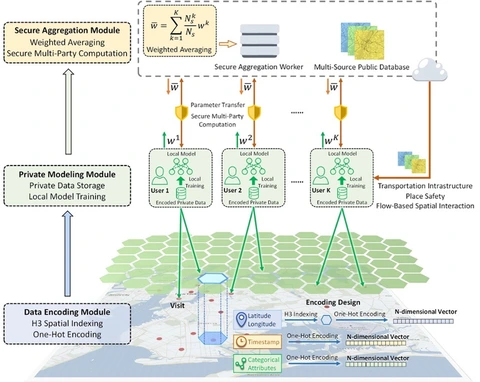 Secure Aggregation Module
Weighted Averaging
Secure Multi-Party Computation
w̅ = ∑ K k=1 N_s^k / N_s w^k
Weighted Averaging
w̅
Secure Aggregation Worker
Multi-Source Public Database
w̅
w̅
w̅
Parameter Transfer
Secure Multi-Party
Computation
......
w^1
w^2
w^K
Private Modeling Module
Private Data Storage
Local Model Training
Local Model
User 1
Local
Training
Encoded Private Data
Local Model
User 2
Local
Training
Encoded Private Data
......
Local Model
User K
Local
Training
Encoded Private Data
Transportation Intrastructure
Place Safety
Flow-Based Spatial Interaction
Data Encoding Module
H3 Spatial Indexing
One-Hot Encoding
Visit
Encoding Design
Latitude
Longitude
H3 Indexing
One-Hot Encoding
N-dimensional Vector
Timestamp
One-Hot Encoding
N-dimensional Vector
Categorical
Attributes
One-Hot Encoding
N-dimensional Vector